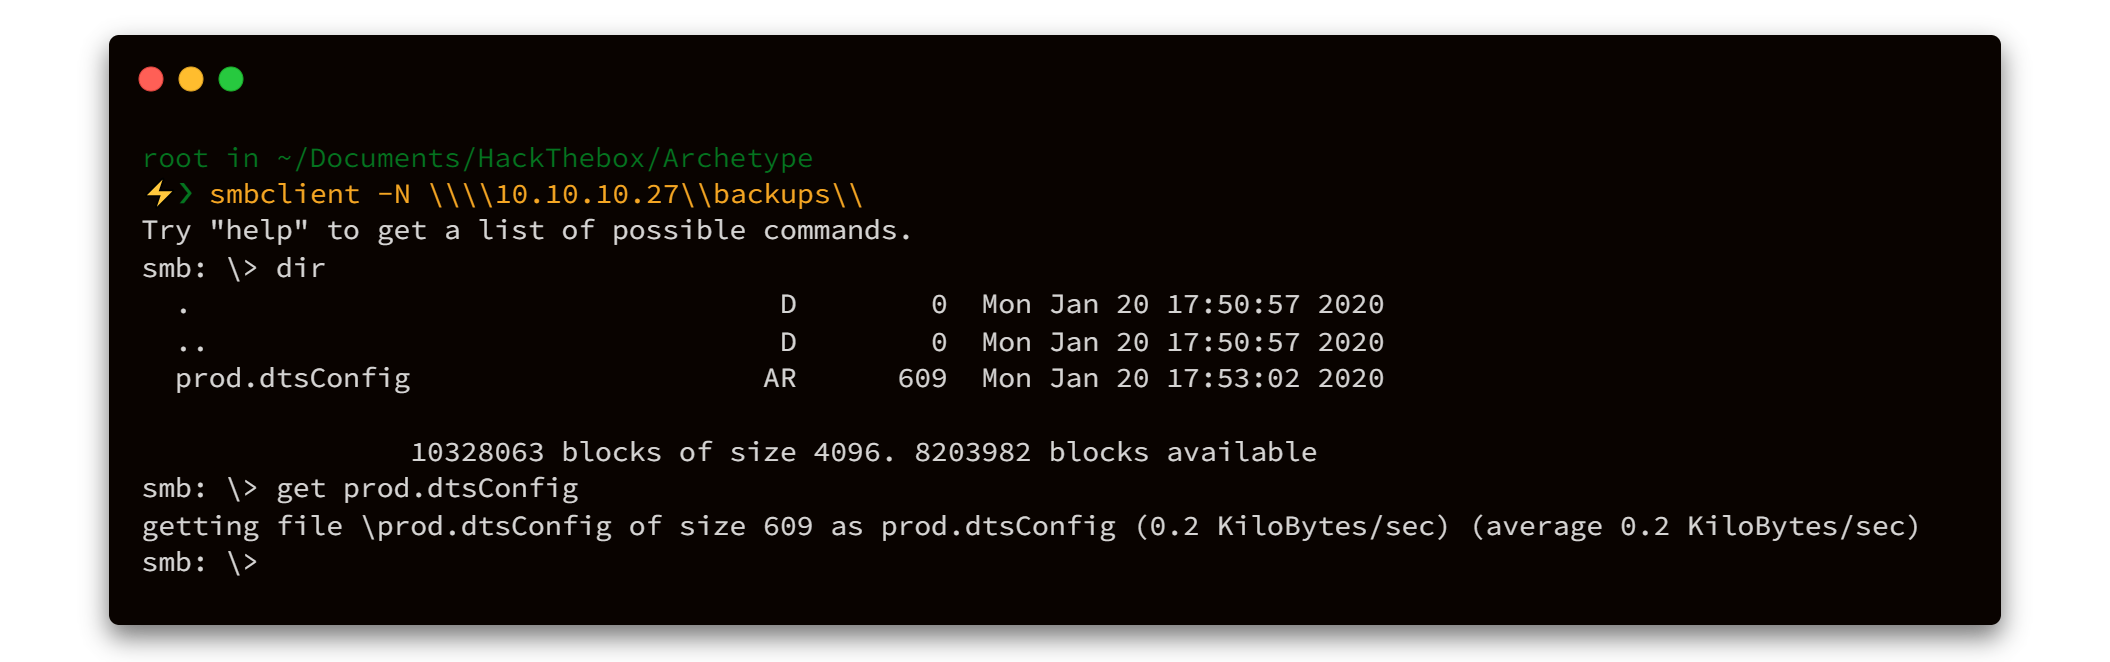 root in ~/Documents/HackThebox/Archetype
⚡❯ smbclient -N \\\\10.10.10.27\\backups\\
Try "help" to get a list of possible commands.
smb: \> dir
  .                                   D        0  Mon Jan 20 17:50:57 2020
  ..                                  D        0  Mon Jan 20 17:50:57 2020
  prod.dtsConfig                     AR      609  Mon Jan 20 17:53:02 2020
                10328063 blocks of size 4096. 8203982 blocks available
smb: \> get prod.dtsConfig
getting file \prod.dtsConfig of size 609 as prod.dtsConfig (0.2 KiloBytes/sec) (average 0.2 KiloBytes/sec)
smb: \>